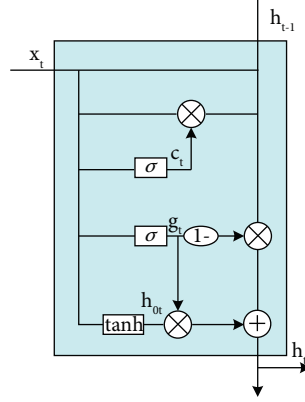 h_{t-1}
x_t
σ
c_t
σ
g_t
1-
h_{0t}
tanh
h_t